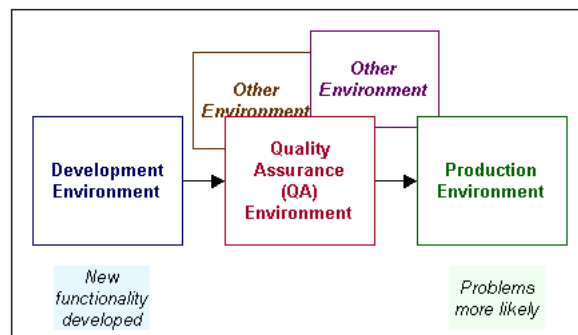 Other
Environment
Other
Environment
Development
Environment
Quality
Assurance
(QA)
Environment
Production
Environment
New
functionality
developed
Problems
more likely